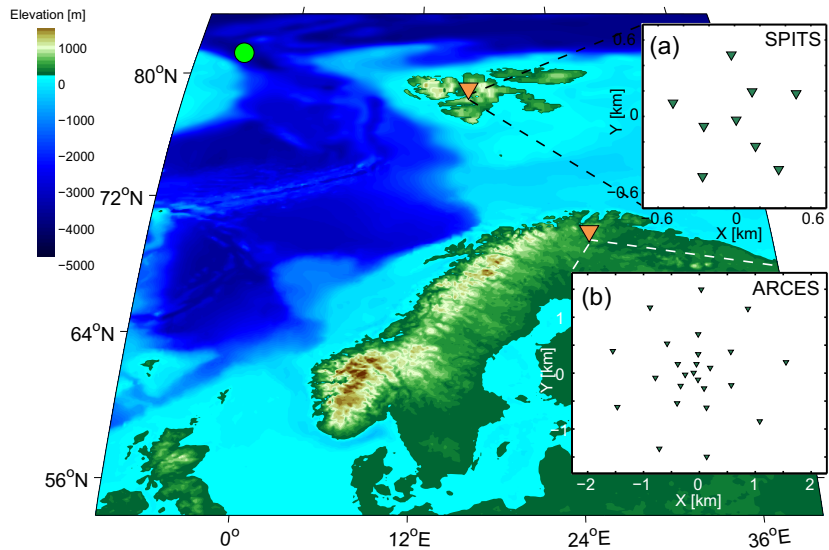 Elevation [m]
1000
0
−1000
−2000
−3000
−4000
−5000
80°N
72°N
64°N
56°N
0°
12°E
24°E
36°E
(a)
SPITS
0.6
0
−0.6
Y [km]
−0.6
0
0.6
X [km]
(b)
ARCES
1
0
−1
Y [km]
−2
−1
0
1
2
X [km]